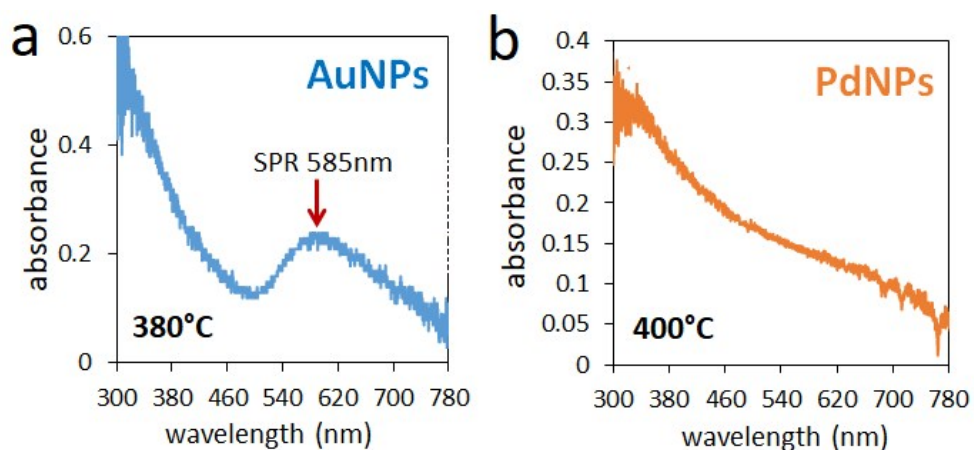 a
AuNPs
SPR 585nm
380°C
absorbance
0.6
0.4
0.2
0
300 380 460 540 620 700 780
wavelength (nm)
b
PdNPs
400°C
absorbance
0.4
0.35
0.3
0.25
0.2
0.15
0.1
0.05
0
300 380 460 540 620 700 780
wavelength (nm)